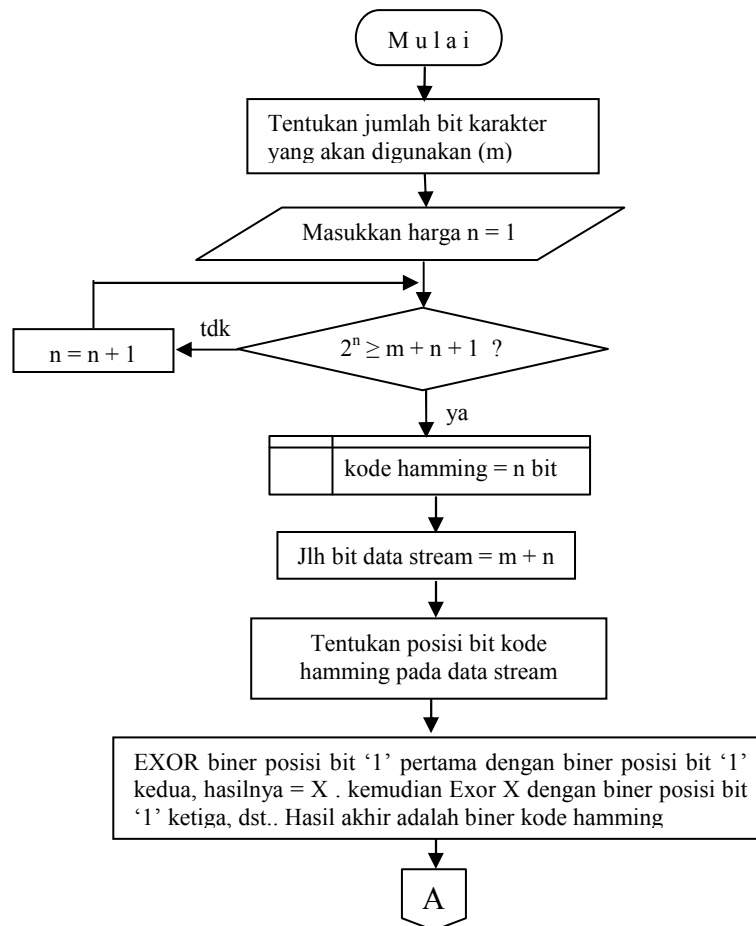 M u l a i
Tentukan jumlah bit karakter
yang akan digunakan (m)
Masukkan harga n = 1
tdk
n = n + 1
2ⁿ ≥ m + n + 1 ?
ya
kode hamming = n bit
Jlh bit data stream = m + n
Tentukan posisi bit kode
hamming pada data stream
EXOR biner posisi bit ‘1’ pertama dengan biner posisi bit ‘1’
kedua, hasilnya = X . kemudian Exor X dengan biner posisi bit
‘1’ ketiga, dst.. Hasil akhir adalah biner kode hamming
A